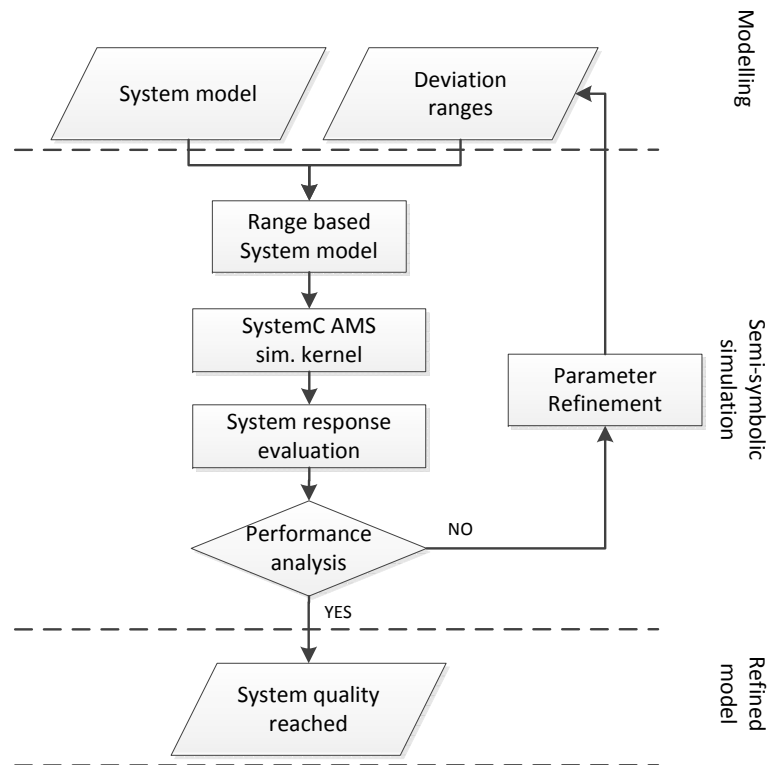 System model
Deviation
ranges
Modelling
Range based
System model
SystemC AMS
sim. kernel
System response
evaluation
Parameter
Refinement
Semi-symbolic
simulation
Performance
analysis
NO
YES
System quality
reached
Refined
model